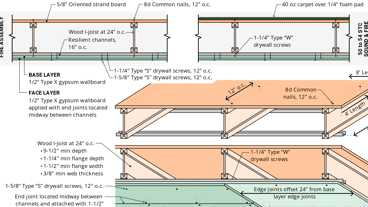 5/8" Oriented strand board
8d Common nails, 12" o.c.
60 oz carpet over 1/4" foam pad
FIRE ASSEMBLY
Wood I-joist at 24" o.c.
Resilient channels,
16" o.c.
1-1/4" Type "W"
drywall screws
50 to 54 STC
SOUND & FIRE
1-1/4" Type "S" drywall screws, 12" o.c.
1-5/8" Type "S" drywall screws, 12" o.c.
BASE LAYER
1/2" Type X gypsum wallboard
FACE LAYER
1/2" Type X gypsum wallboard
applied with end joints located
midway between channels
8' Le
12" o.c.
8d Common
nails, 12" o.c.
4' Length
Wood I-joist at 24" o.c.
•9-1/2" min depth
•1-1/4" min flange depth
•1-1/2" min flange width
•3/8" min web thickness
1-1/4" Type "W"
drywall screws
1-5/8" Type "S" drywall screws, 12" o.c.
End joint located midway between
channels and attached with 1-1/2"
Edge joints offset 24" from base
layer edge joints